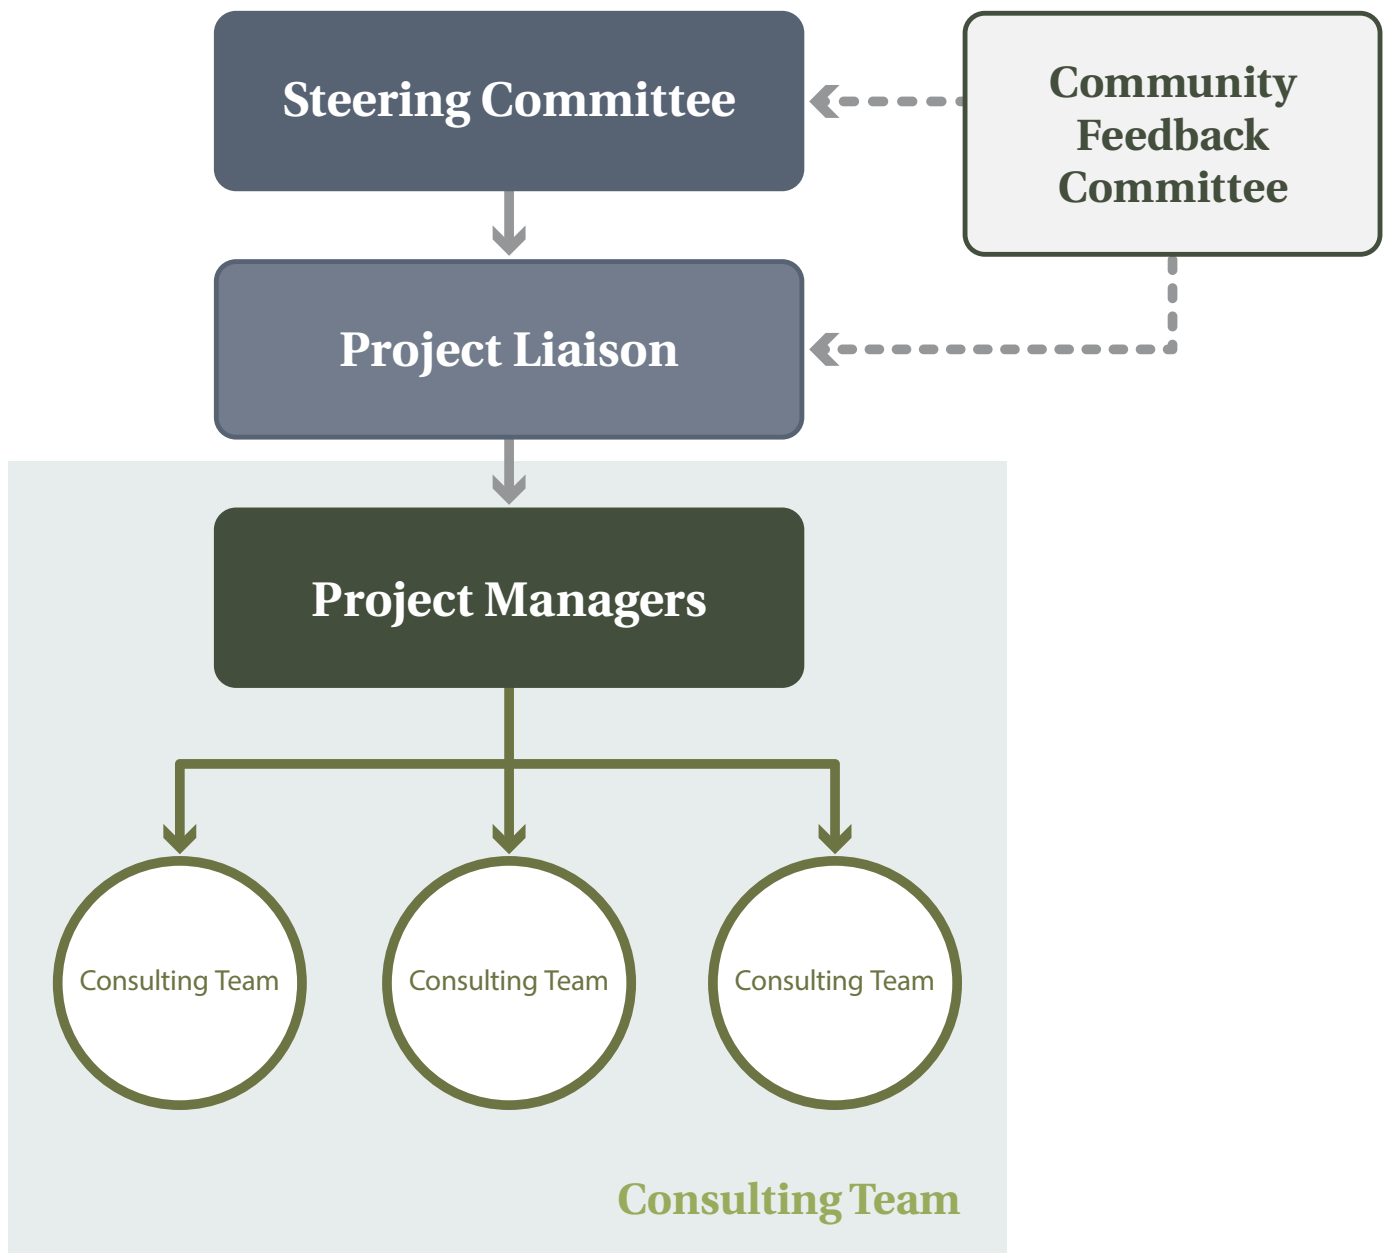 Steering Committee
Community
Feedback
Committee
Project Liaison
Project Managers
Consulting Team
Consulting Team
Consulting Team
Consulting Team